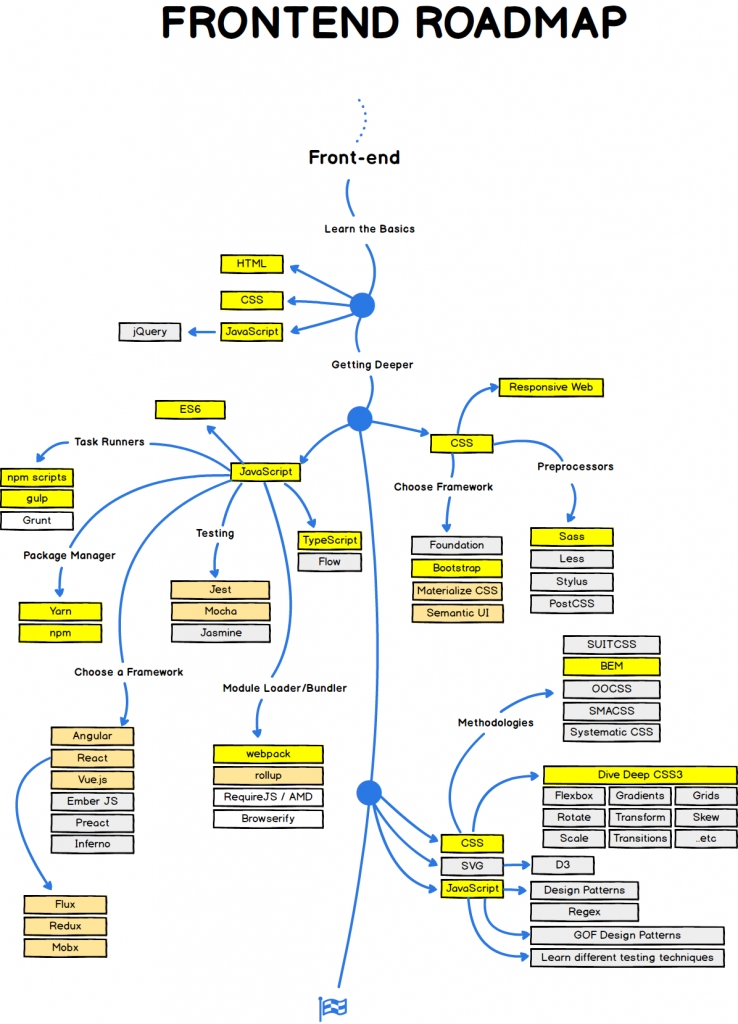 FRONTEND ROADMAP
Front-end
Learn the Basics
HTML
CSS
jQuery
JavaScript
Getting Deeper
Responsive Web
ES6
Task Runners
CSS
Preprocessors
JavaScript
npm scripts
gulp
Grunt
Choose Framework
Testing
TypeScript
Flow
Package Manager
Foundation
Bootstrap
Materialize CSS
Semantic UI
Sass
Less
Stylus
PostCSS
Yarn
npm
Jest
Mocha
Jasmine
Choose a Framework
Module Loader/Bundler
SUITCSS
BEM
OOCSS
SMACSS
Systematic CSS
Methodologies
Angular
React
Vue.js
Ember JS
Preact
Inferno
webpack
rollup
RequireJS / AMD
Browserify
Dive Deep CSS3
Flexbox Gradients Grids
Rotate Transform Skew
Scale Transitions ..etc
CSS
SVG
D3
JavaScript
Design Patterns
Regex
GOF Design Patterns
Learn different testing techniques
Flux
Redux
Mobx